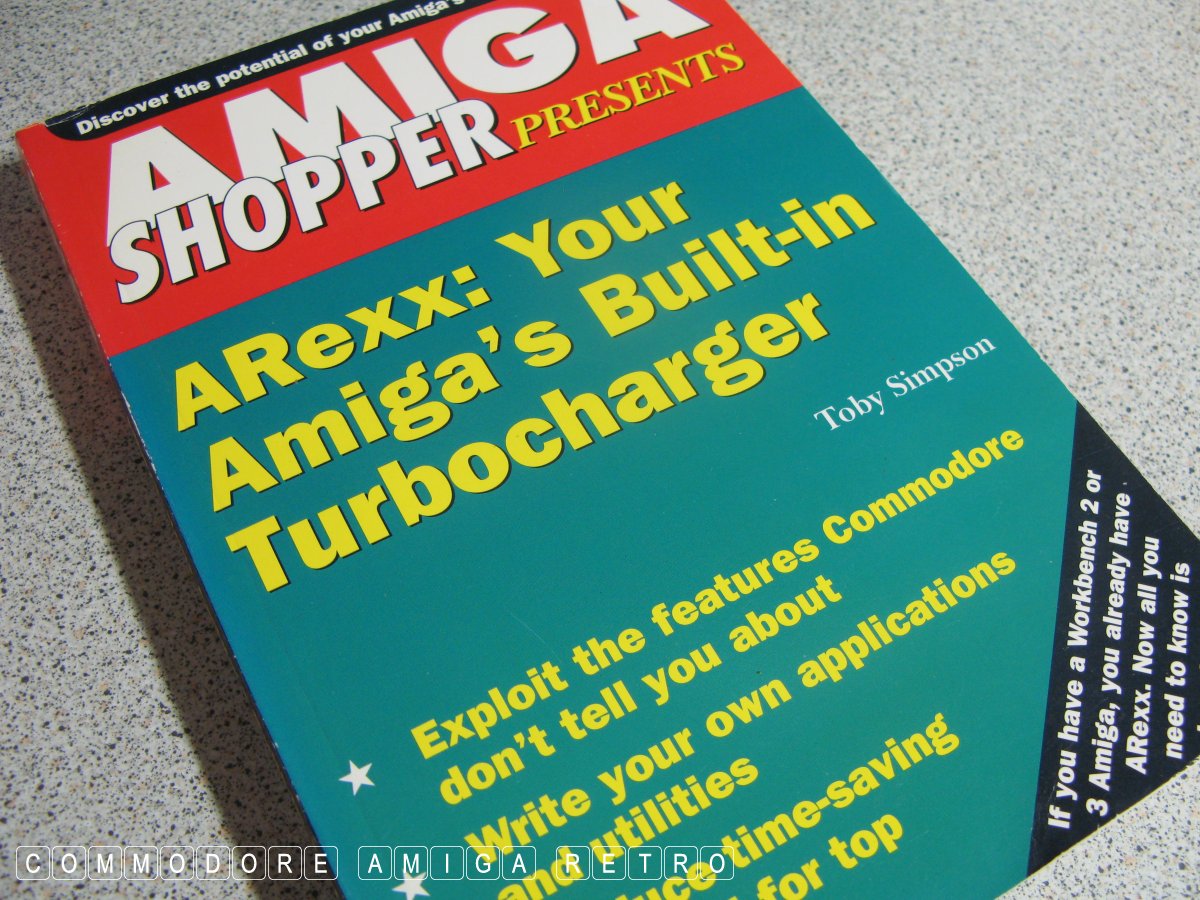 Discover the potential of your Amiga's
AMIGA
SHOPPER PRESENTS
ARexx: Your
Amiga's Built-in
Turbocharger
Toby Simpson
Exploit the features Commodore
don't tell you about
Write your own applications
and utilities
time-saving
for top
If you have a Workbench 2 or
3 Amiga, you already have
ARexx. Now all you
need to know is
COMMODORE AMIGA RETRO